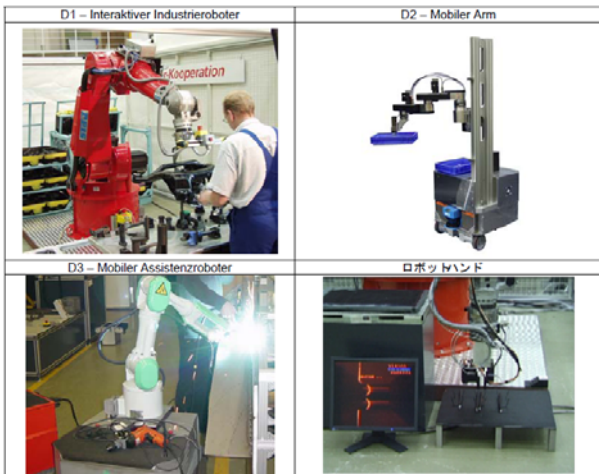 D1 – Interaktiver Industrieroboter
D2 – Mobiler Arm
Kooperation
D3 – Mobiler Assistenzroboter
ロボットハンド